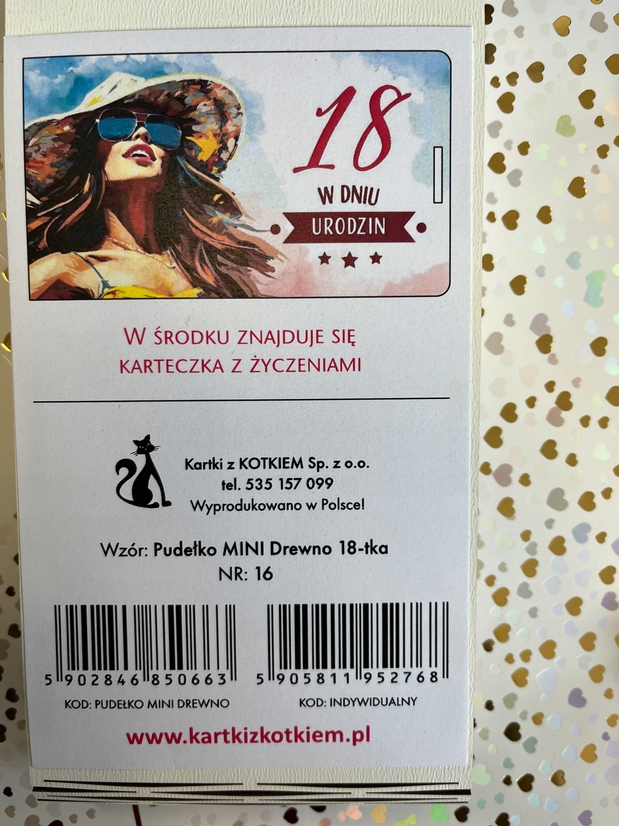 18
W DNIU
URODZIN
W ŚRODKU ZNAJDUJE SIĘ
KARTECZKA Z ŻYCZENIAMI
Kartki z KOTKIEM Sp. z o.o.
tel. 535 157 099
Wyprodukowano w Polsce!
Wzór: Pudełko MINI Drewno 18-tka
NR: 16
5 902846 850663
KOD: PUDEŁKO MINI DREWNO
5 905811 952768
KOD: INDYWIDUALNY
www.kartkizkotkiem.pl